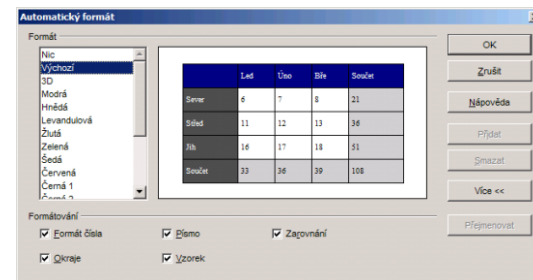 Automatický formát
Formát
Nic
Výchozí
3D
Modrá
Hnědá
Levandulová
Žlutá
Zelená
Šedá
Červená
Černá 1
Černá 2
Led Úno Bře Součet
Sever 6 7 8 21
Střed 11 12 13 36
Jih 16 17 18 51
Součet 33 36 39 108
OK
Zrušit
Nápověda
Přidat
Smazat
Více <<
Přejmenovat
Formátování
Formát čísla Písmo Zarovnání
Okraje Vzorek